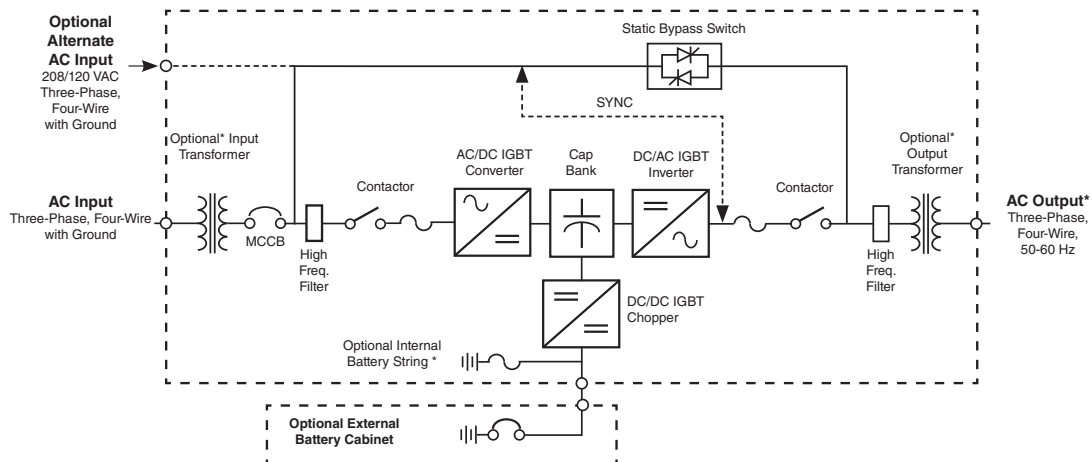 Optional
Alternate
AC Input
208/120 VAC
Three-Phase,
Four-Wire
with Ground
Static Bypass Switch
SYNC
Optional* Input
Transformer
AC/DC IGBT
Converter
Cap
Bank
DC/AC IGBT
Inverter
Optional*
Output
Transformer
Contactor
Contactor
AC Input
Three-Phase, Four-Wire
with Ground
MCCB
High
Freq.
Filter
High
Freq.
Filter
AC Output*
Three-Phase,
Four-Wire,
50-60 Hz
DC/DC IGBT
Chopper
Optional Internal
Battery String *
Optional External
Battery Cabinet